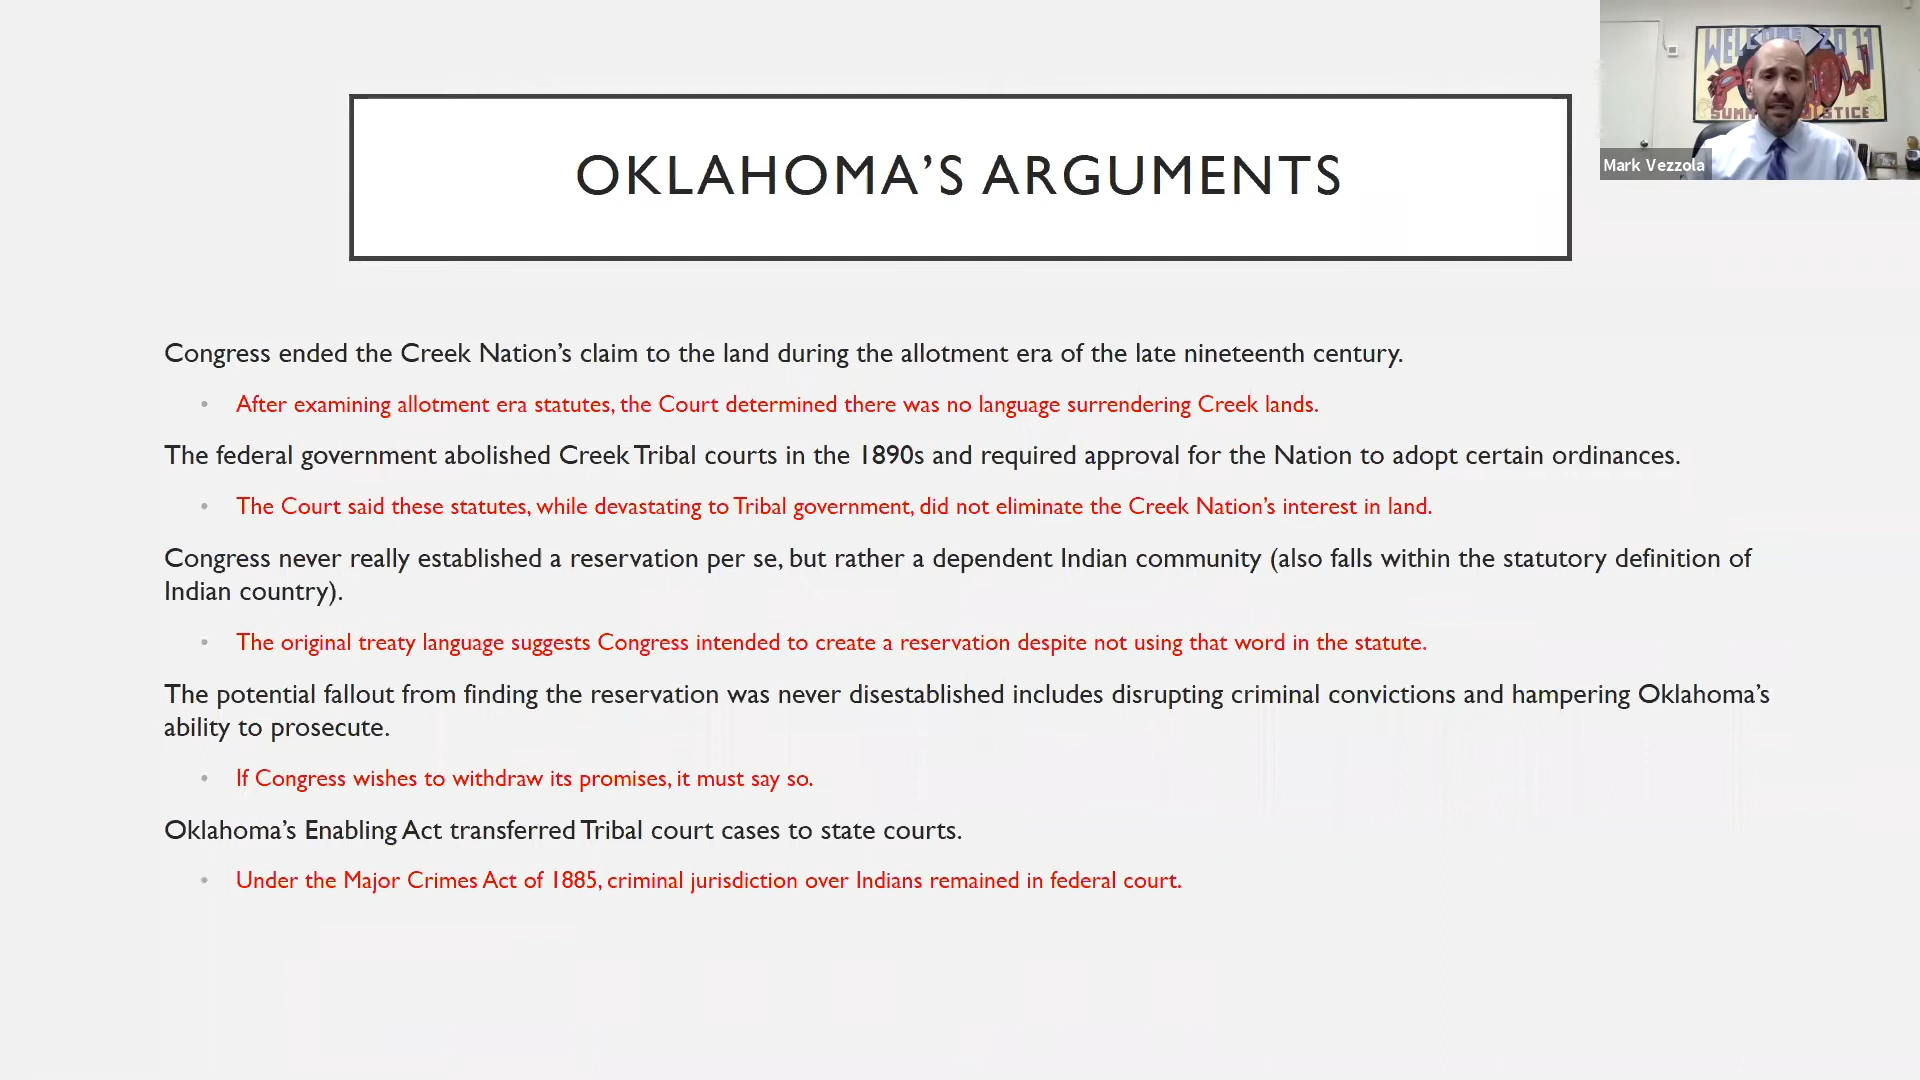 WELCOME 2011
POW WOW
SUMMER SOLSTICE
Mark Vezzola
OKLAHOMA’S ARGUMENTS
Congress ended the Creek Nation’s claim to the land during the allotment era of the late nineteenth century.
• After examining allotment era statutes, the Court determined there was no language surrendering Creek lands.
The federal government abolished Creek Tribal courts in the 1890s and required approval for the Nation to adopt certain ordinances.
• The Court said these statutes, while devastating to Tribal government, did not eliminate the Creek Nation’s interest in land.
Congress never really established a reservation per se, but rather a dependent Indian community (also falls within the statutory definition of
Indian country).
• The original treaty language suggests Congress intended to create a reservation despite not using that word in the statute.
The potential fallout from finding the reservation was never disestablished includes disrupting criminal convictions and hampering Oklahoma’s
ability to prosecute.
• If Congress wishes to withdraw its promises, it must say so.
Oklahoma’s Enabling Act transferred Tribal court cases to state courts.
• Under the Major Crimes Act of 1885, criminal jurisdiction over Indians remained in federal court.